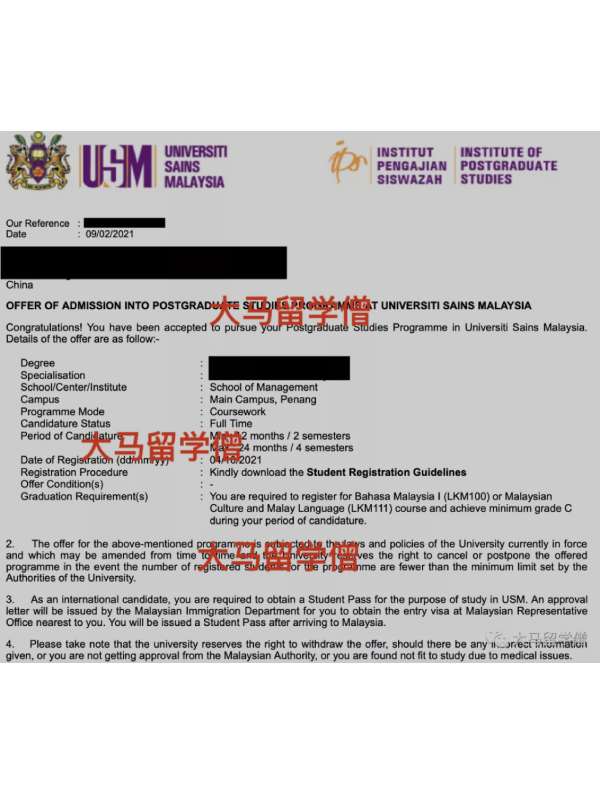 USM
UNIVERSITI
SAINS
MALAYSIA
ips
INSTITUT
PENGAJIAN
SISWAZAH
INSTITUTE OF
POSTGRADUATE
STUDIES
Our Reference :
Date : 09/02/2021
China
OFFER OF ADMISSION INTO POSTGRADUATE STUDIES PROGRAMME AT UNIVERSITI SAINS MALAYSIA
大马留学僧
Congratulations! You have been accepted to pursue your Postgraduate Studies Programme in Universiti Sains Malaysia.
Details of the offer are as follow:-
Degree :
Specialisation :
School/Center/Institute : School of Management
Campus : Main Campus, Penang
Programme Mode : Coursework
Candidature Status : Full Time
Period of Candidature : 2 months / 2 semesters
大马留学僧
24 months / 4 semesters
Date of Registration (dd/mm/yy) : 04/10/2021
Registration Procedure : Kindly download the Student Registration Guidelines
Offer Condition(s) : -
Graduation Requirement(s) : You are required to register for Bahasa Malaysia I (LKM100) or Malaysian
Culture and Malay Language (LKM111) course and achieve minimum grade C
during your period of candidature.
2. The offer for the above-mentioned programme is subjected to the laws and policies of the University currently in force
大马留学僧
and which may be amended from time to time and the University reserves the right to cancel or postpone the offered
programme in the event the number of registered students for the programme are fewer than the minimum limit set by the
Authorities of the University.
3. As an international candidate, you are required to obtain a Student Pass for the purpose of study in USM. An approval
letter will be issued by the Malaysian Immigration Department for you to obtain the entry visa at Malaysian Representative
Office nearest to you. You will be issued a Student Pass after arriving to Malaysia.
4. Please take note that the university reserves the right to withdraw the offer, should there be any incorrect information
大马留学僧
given, or you are not getting approval from the Malaysian Authority, or you are found not fit to study due to medical issues.